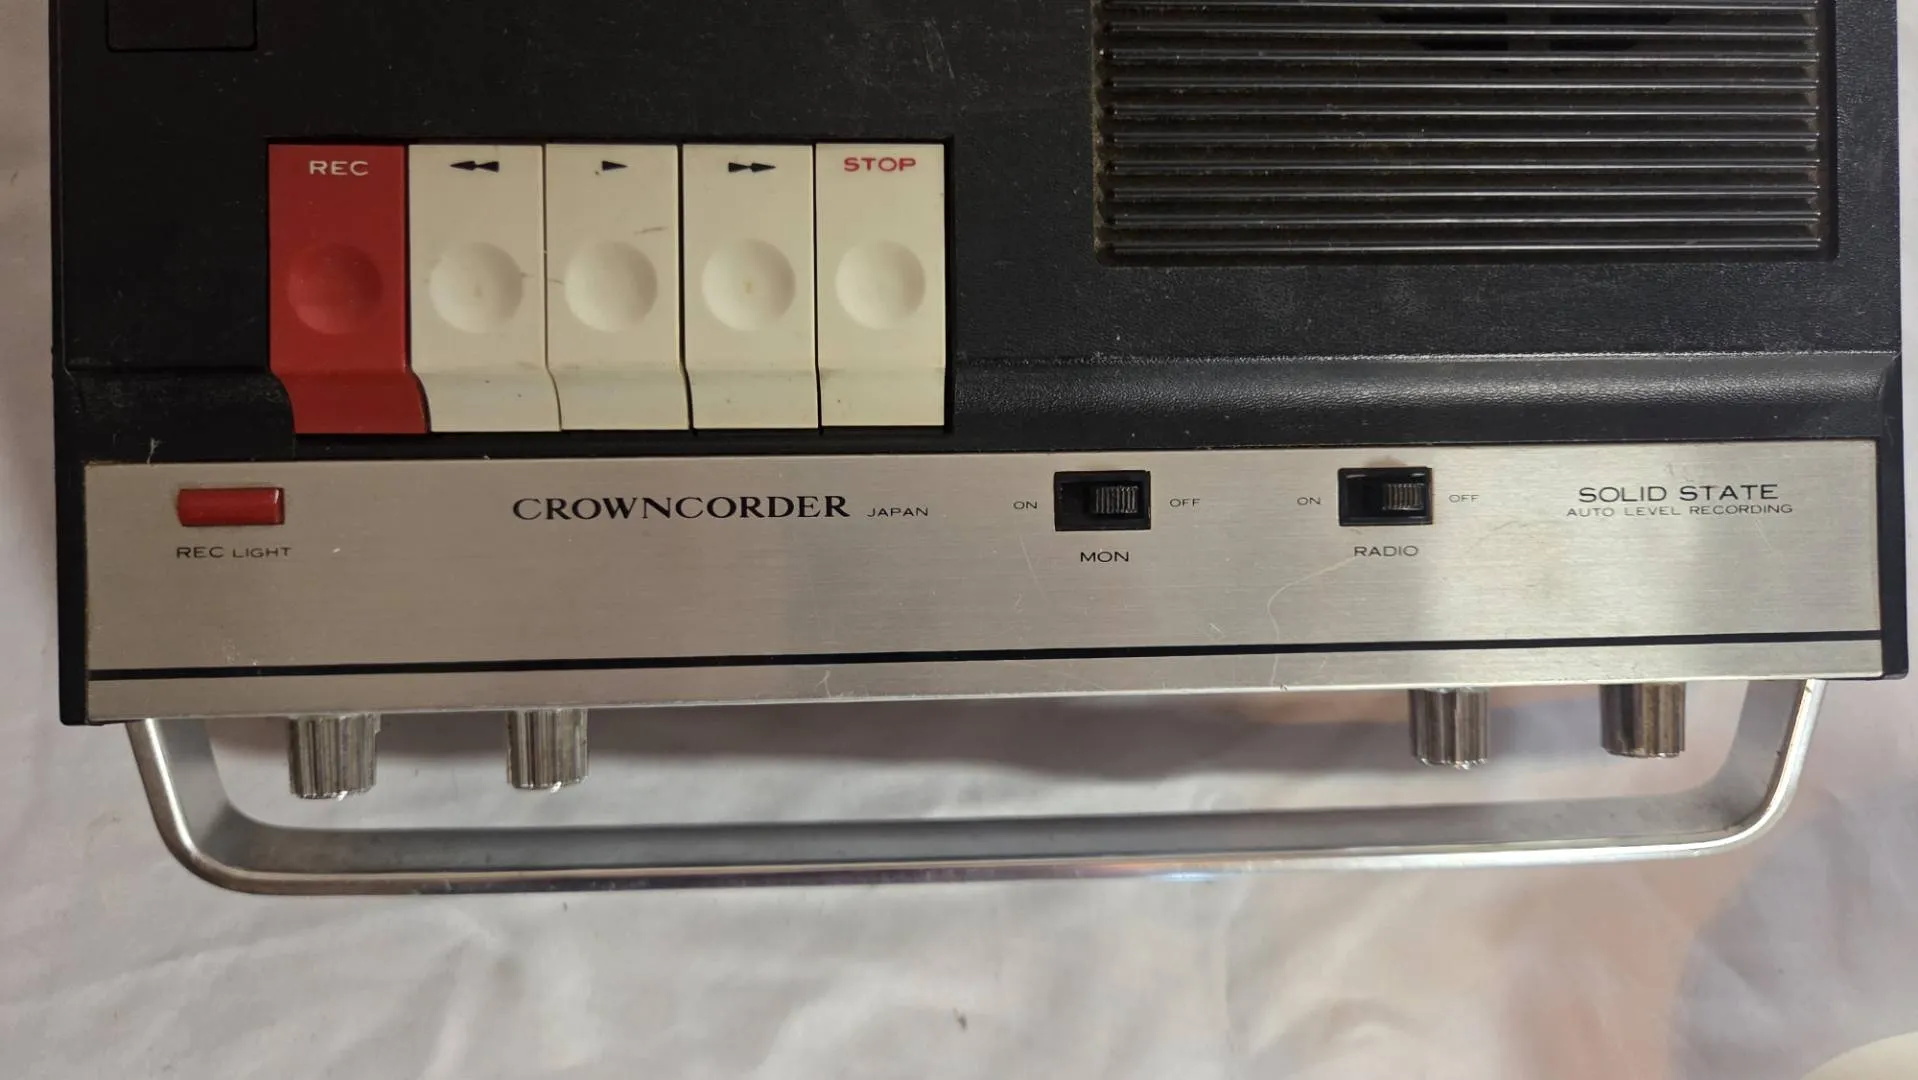 REC
STOP
CROWNCORDER JAPAN
ON OFF
ON OFF
SOLID STATE
AUTO LEVEL RECORDING
REC LIGHT
MON
RADIO